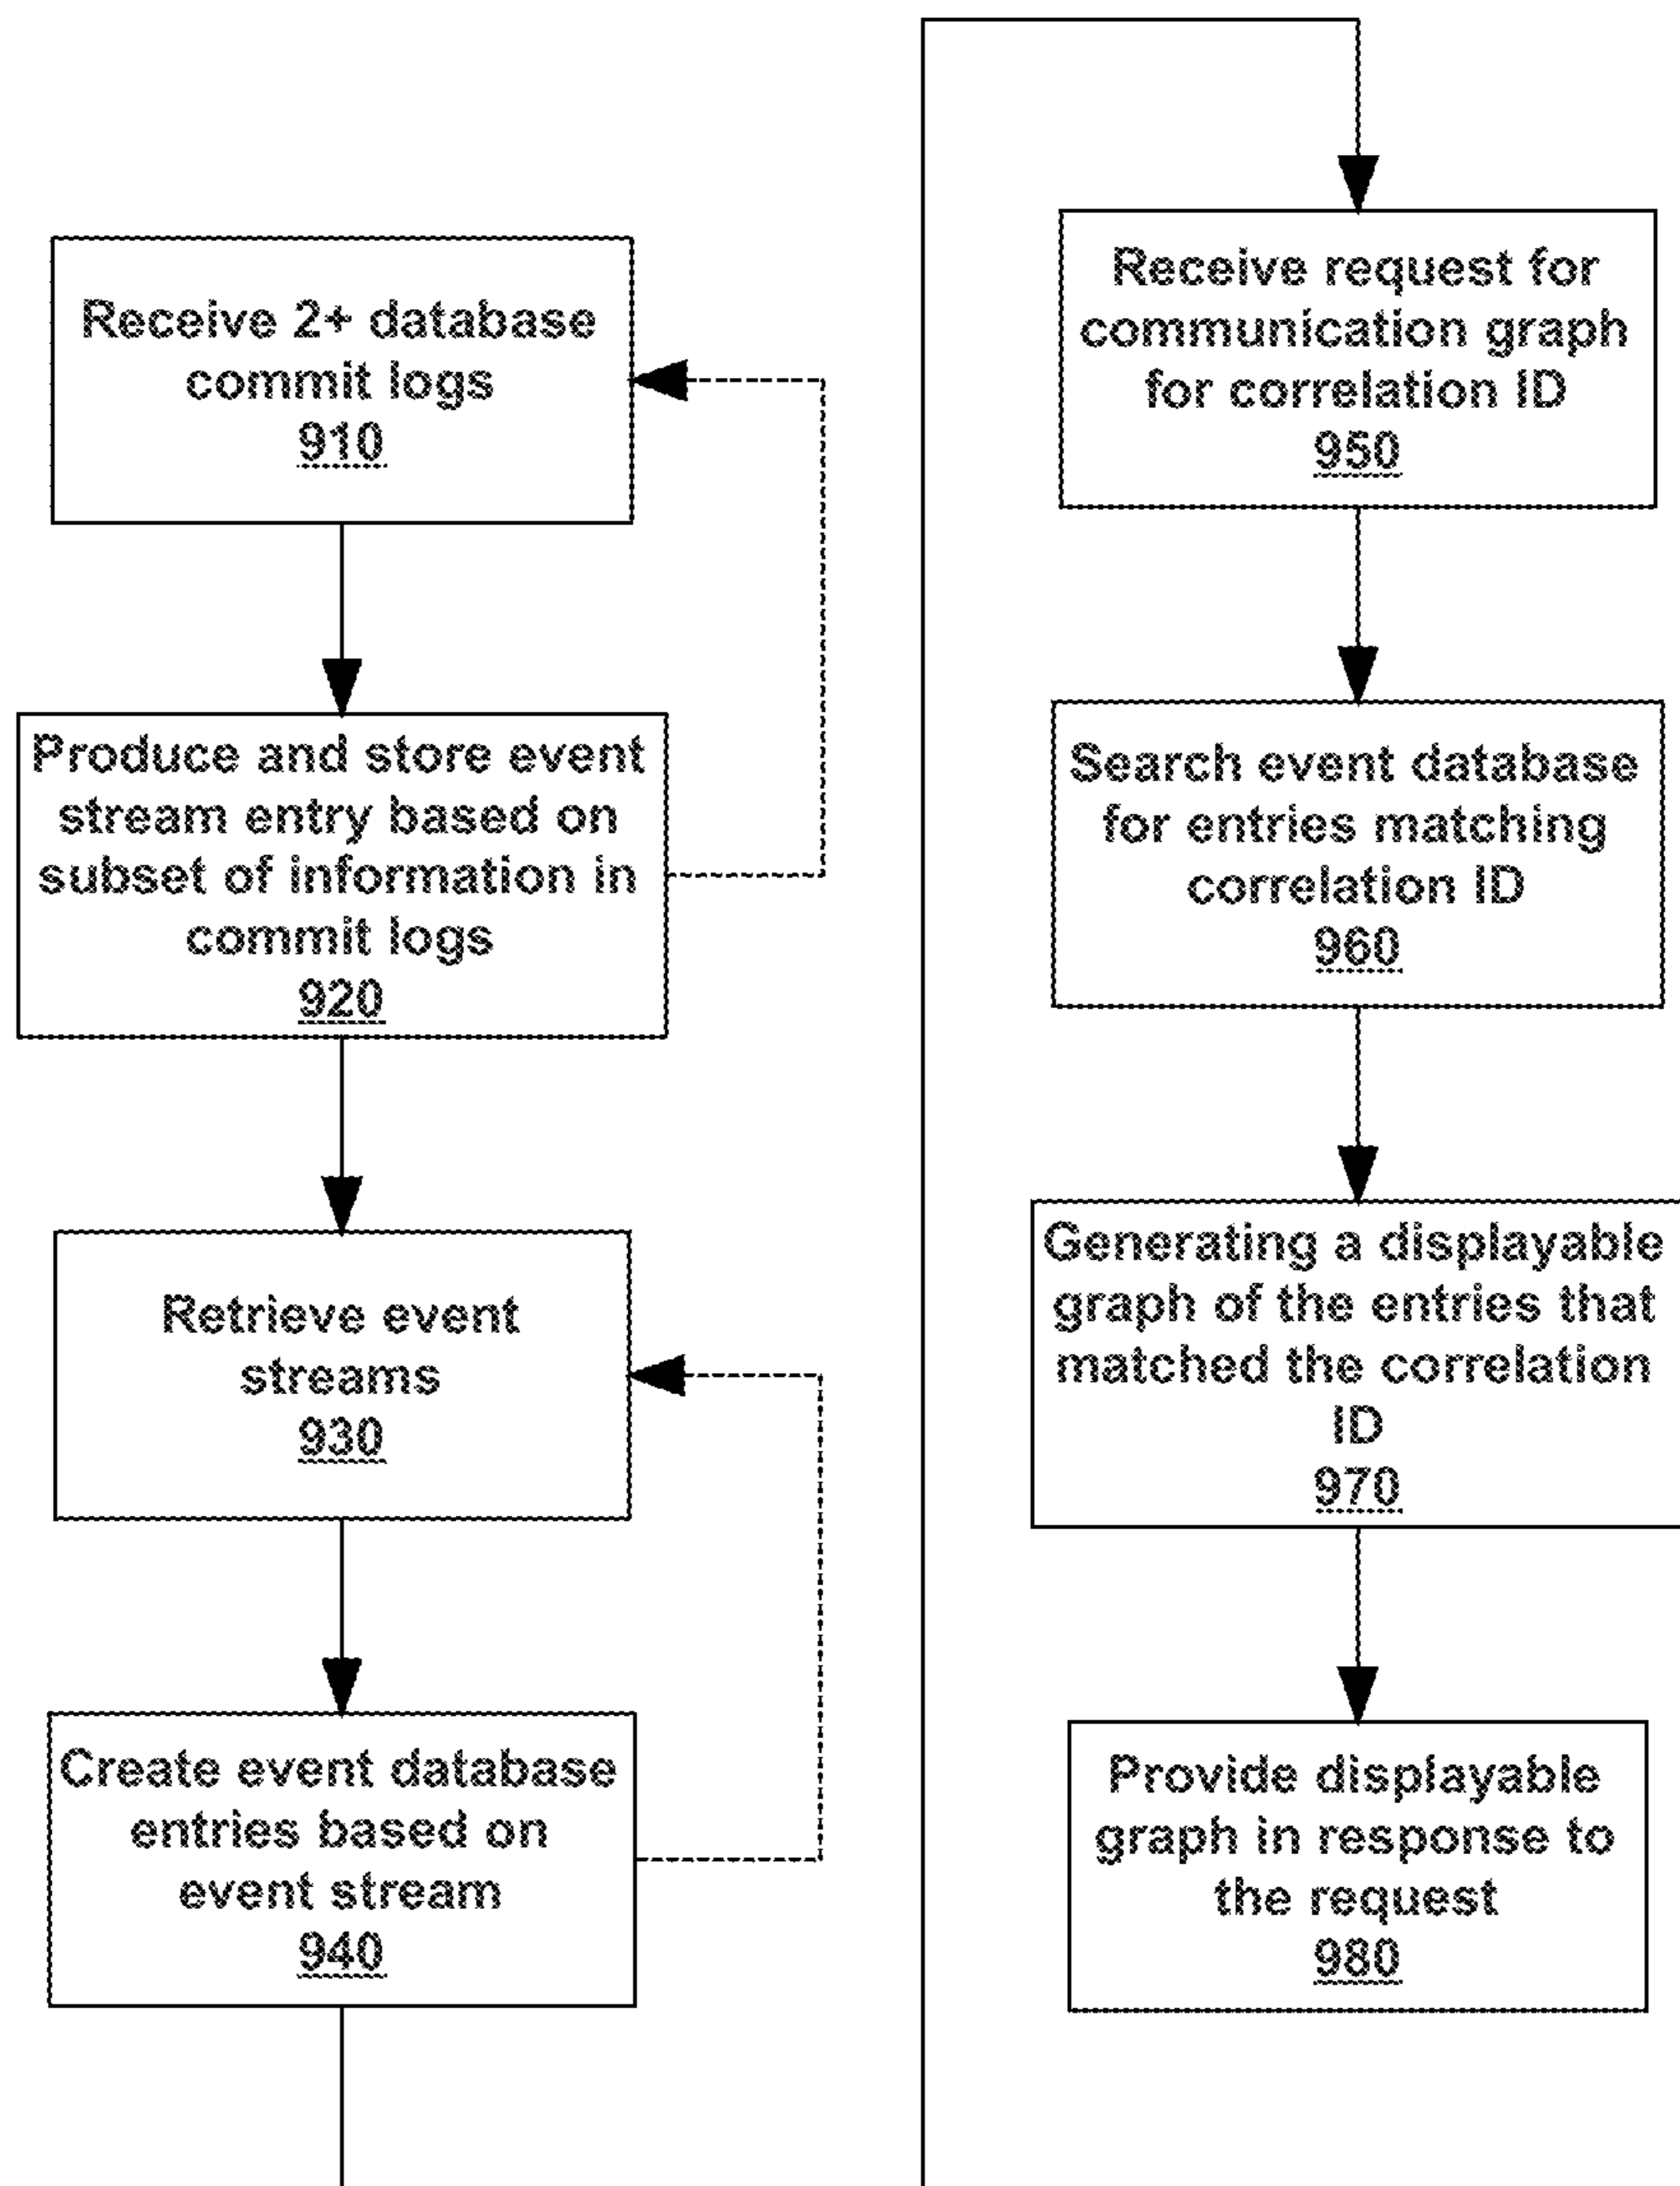 Receive 2+ database
commit logs
910
Produce and store event
stream entry based on
subset of information in
commit logs
920
Retrieve event
streams
930
Create event database
entries based on
event stream
940
Receive request for
communication graph
for correlation ID
950
Search event database
for entries matching
correlation ID
960
Generating a displayable
graph of the entries that
matched the correlation
ID
970
Provide displayable
graph in response to
the request
980